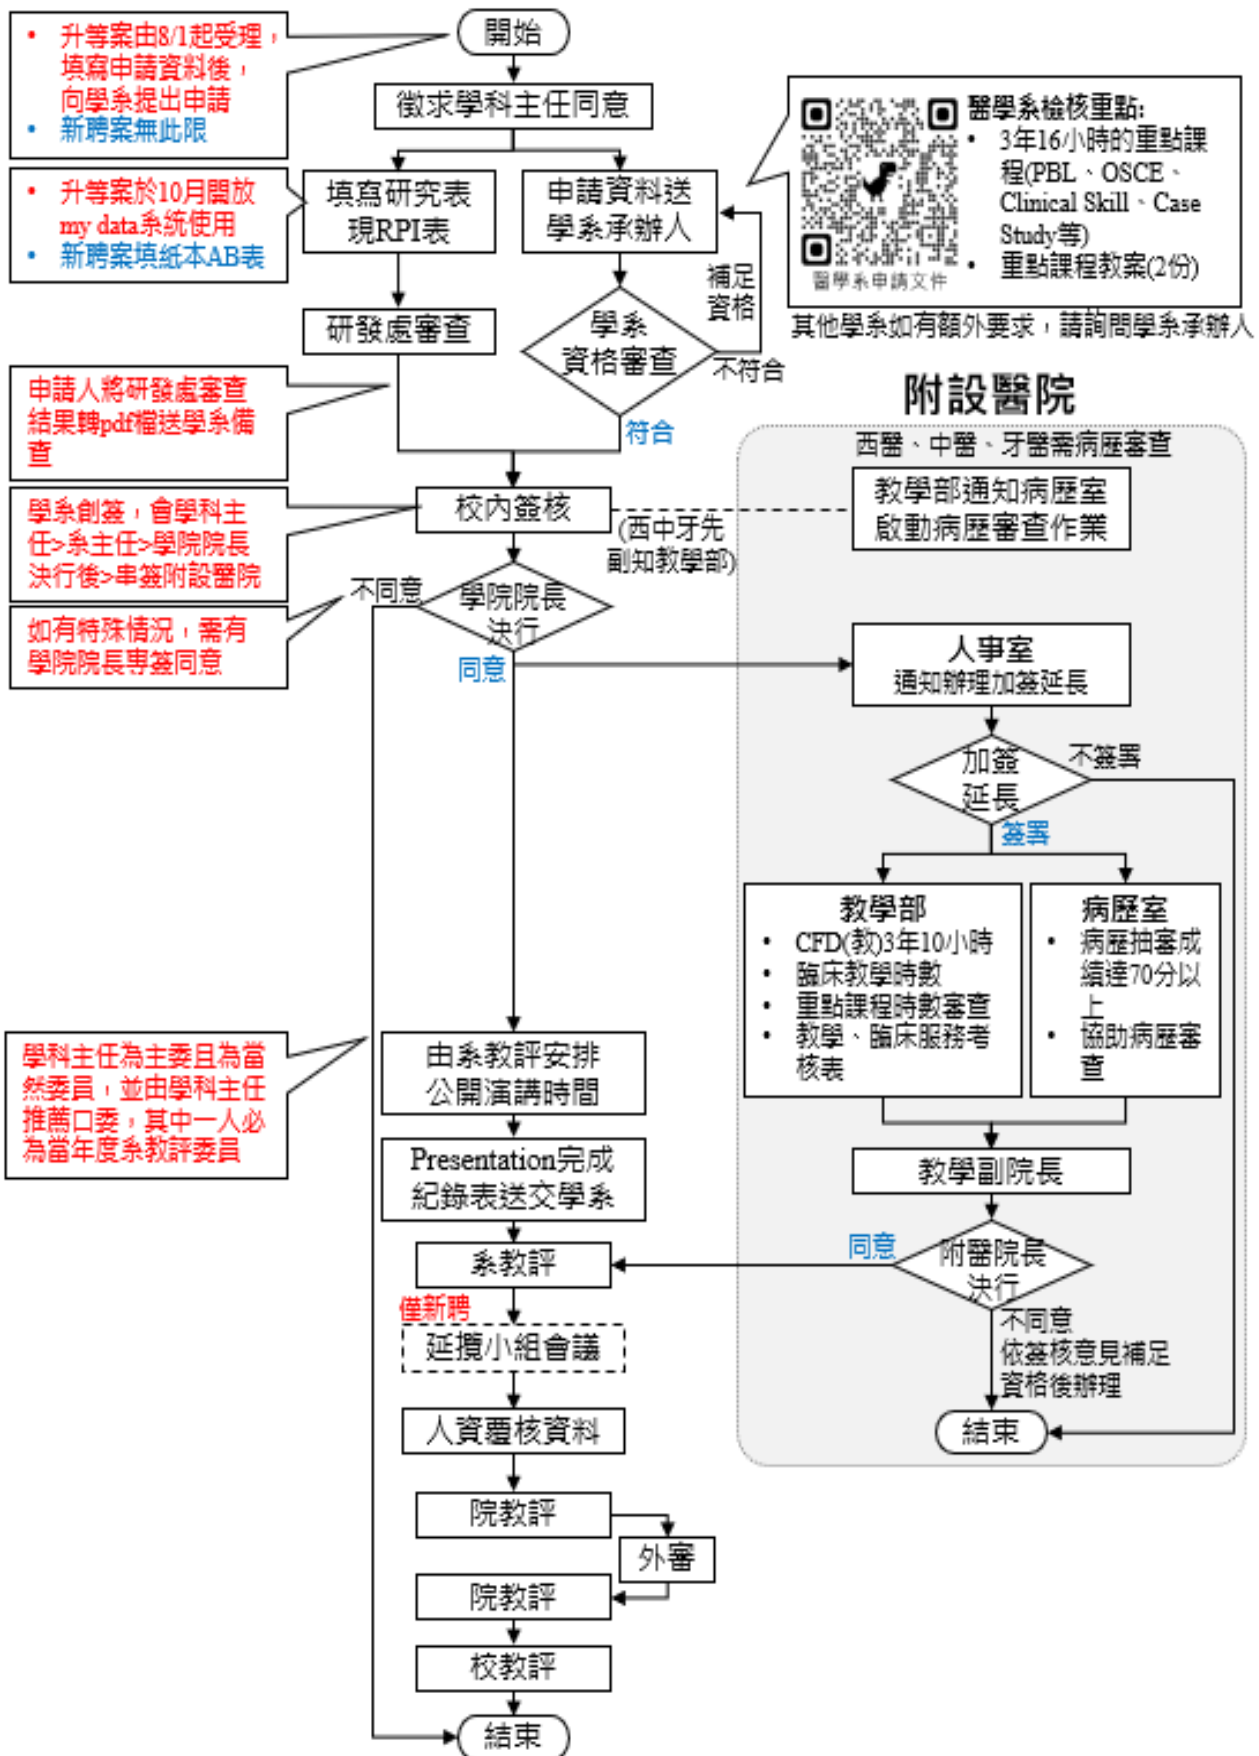 開始
• 升等案由8/1起受理，
填寫申請資料後，
向學系提出申請
• 新聘案無此限
徵求學科主任同意
• 升等案於10月開放
my data系統使用
• 新聘案填紙本AB表
填寫研究表
現RPI表
申請資料送
學系承辦人
醫學系檢核重點:
• 3年16小時的重點課
程(PBL、OSCE、
Clinical Skill、Case
Study等)
• 重點課程教案(2份)
醫學系申請文件
其他學系如有額外要求，請詢問學系承辦人
補足
資格
研發處審查
學系
資格審查
不符合
符合
申請人將研發處審查
結果轉pdf檔送學系備
查
學系創簽，會學科主
任>系主任>學院院長
決行後>串簽附設醫院
校內簽核
(西中牙先
副知教學部)
如有特殊情況，需有
學院院長專簽同意
不同意
學院院長
決行
同意
附設醫院
西醫、中醫、牙醫需病歷審查
教學部通知病歷室
啟動病歷審查作業
人事室
通知辦理加簽延長
加簽
延長
不簽署
簽署
教學部
• CFD(教)3年10小時
• 臨床教學時數
• 重點課程時數審查
• 教學、臨床服務考
核表
病歷室
• 病歷抽審成
績達70分以
上
• 協助病歷審
查
教學副院長
附醫院長
決行
同意
不同意
依簽核意見補足
資格後辦理
結束
學科主任為主委且為當
然委員，並由學科主任
推薦口委，其中一人必
為當年度系教評委員
由系教評安排
公開演講時間
Presentation完成
紀錄表送交學系
系教評
僅新聘
延攬小組會議
人資覆核資料
院教評
外審
院教評
校教評
結束